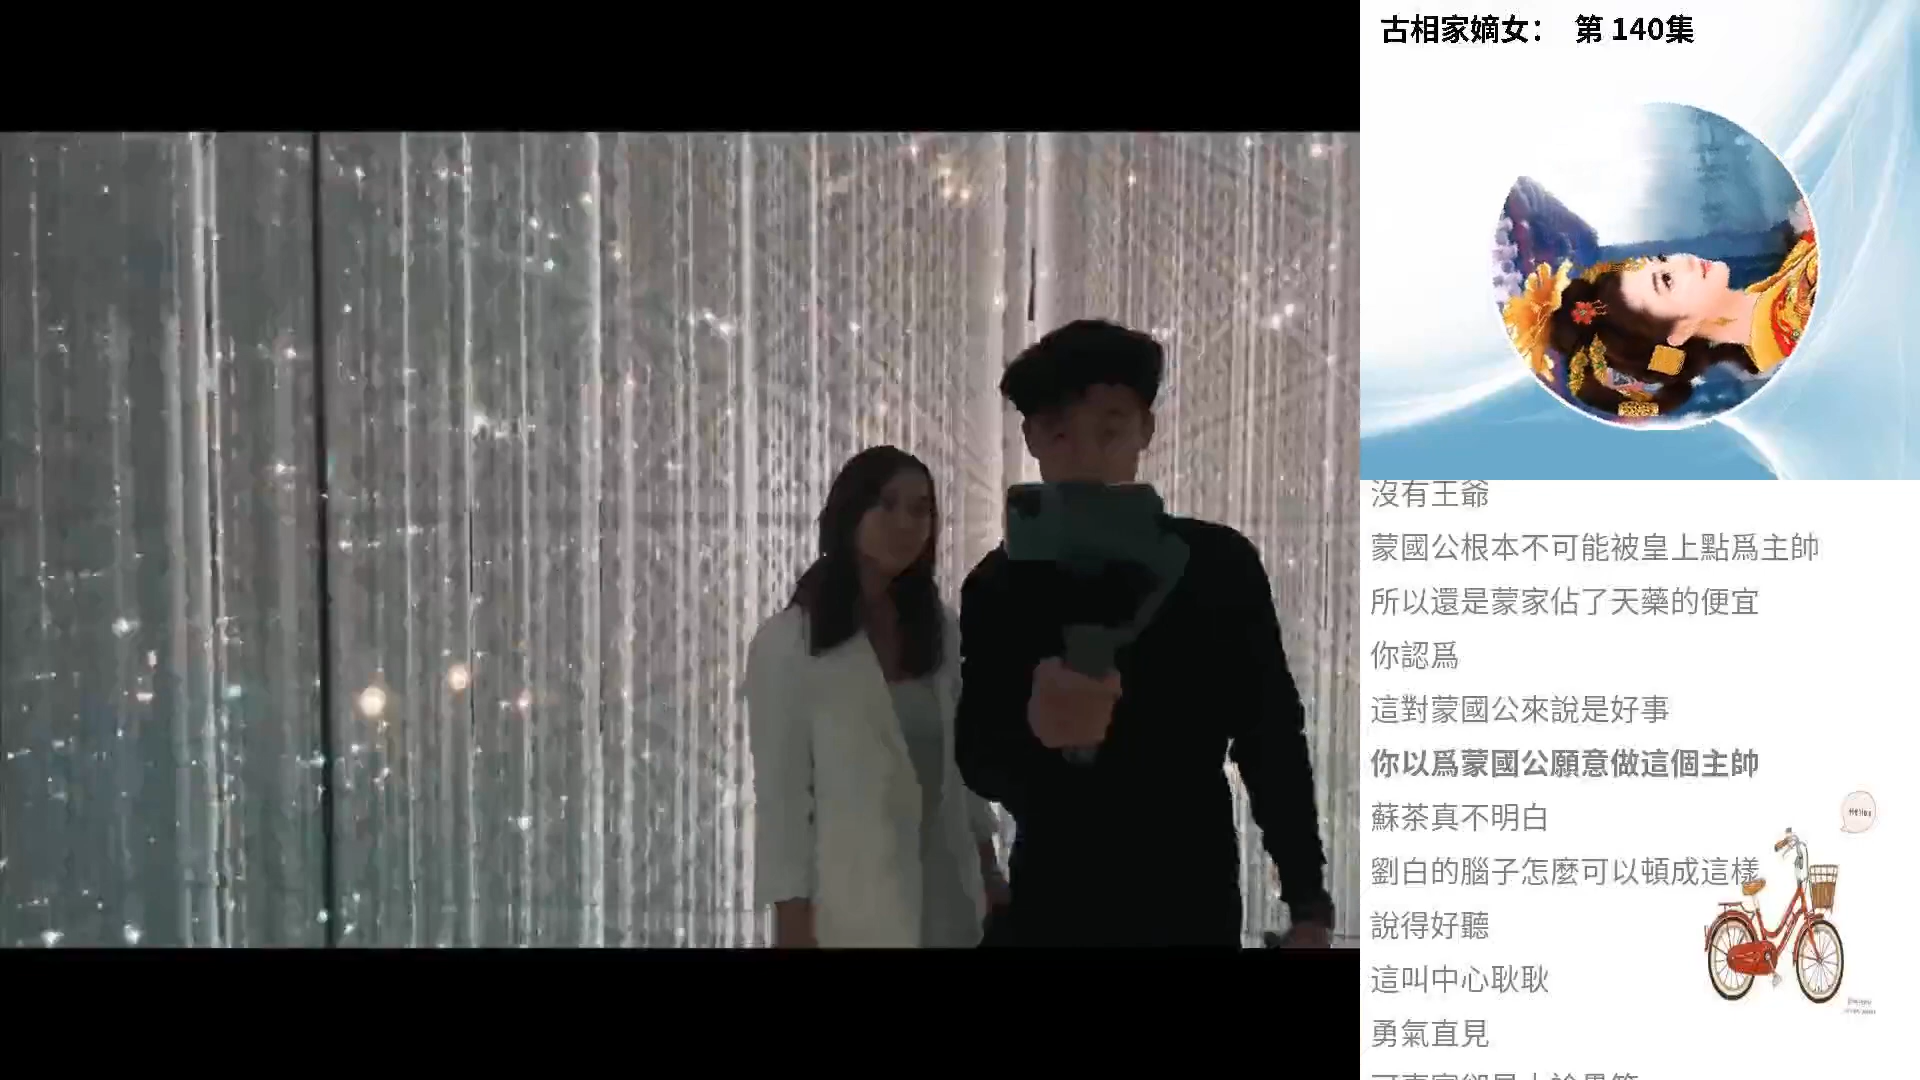 古相家嫡女： 第 140集
沒有王爺
蒙國公根本不可能被皇上點爲主帥
所以還是蒙家佔了天藥的便宜
你認爲
這對蒙國公來說是好事
你以爲蒙國公願意做這個主帥
蘇茶真不明白
劉白的腦子怎麼可以頓成這樣
說得好聽
這叫中心耿耿
勇氣直見